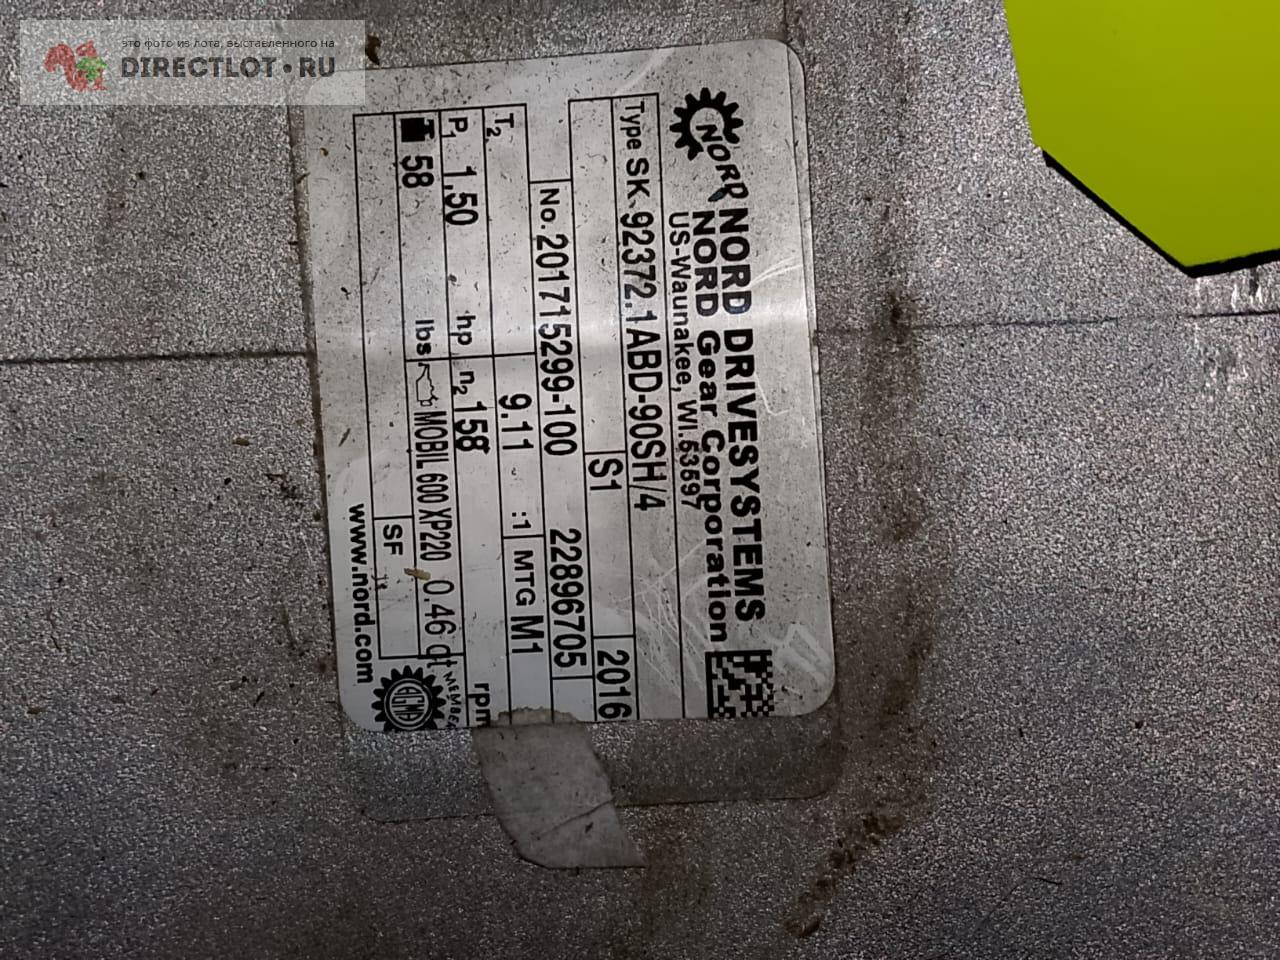 это фото из лота, выставленного на
DIRECTLOT.RU
NORD
NORD DRIVESYSTEMS
NORD Gear Corporation
US-Waunakee, WI.53597
Type SK 92372.1ABD-90SH/4
S1 2016
No. 201715299-100 22896705
T2 9.11 :1 MTG M1
P1 1.50 hp n2 158 rpm
58 lbs MOBIL 600 XP220 0.46 qt
SF
MEMBER
AGMA
www.nord.com